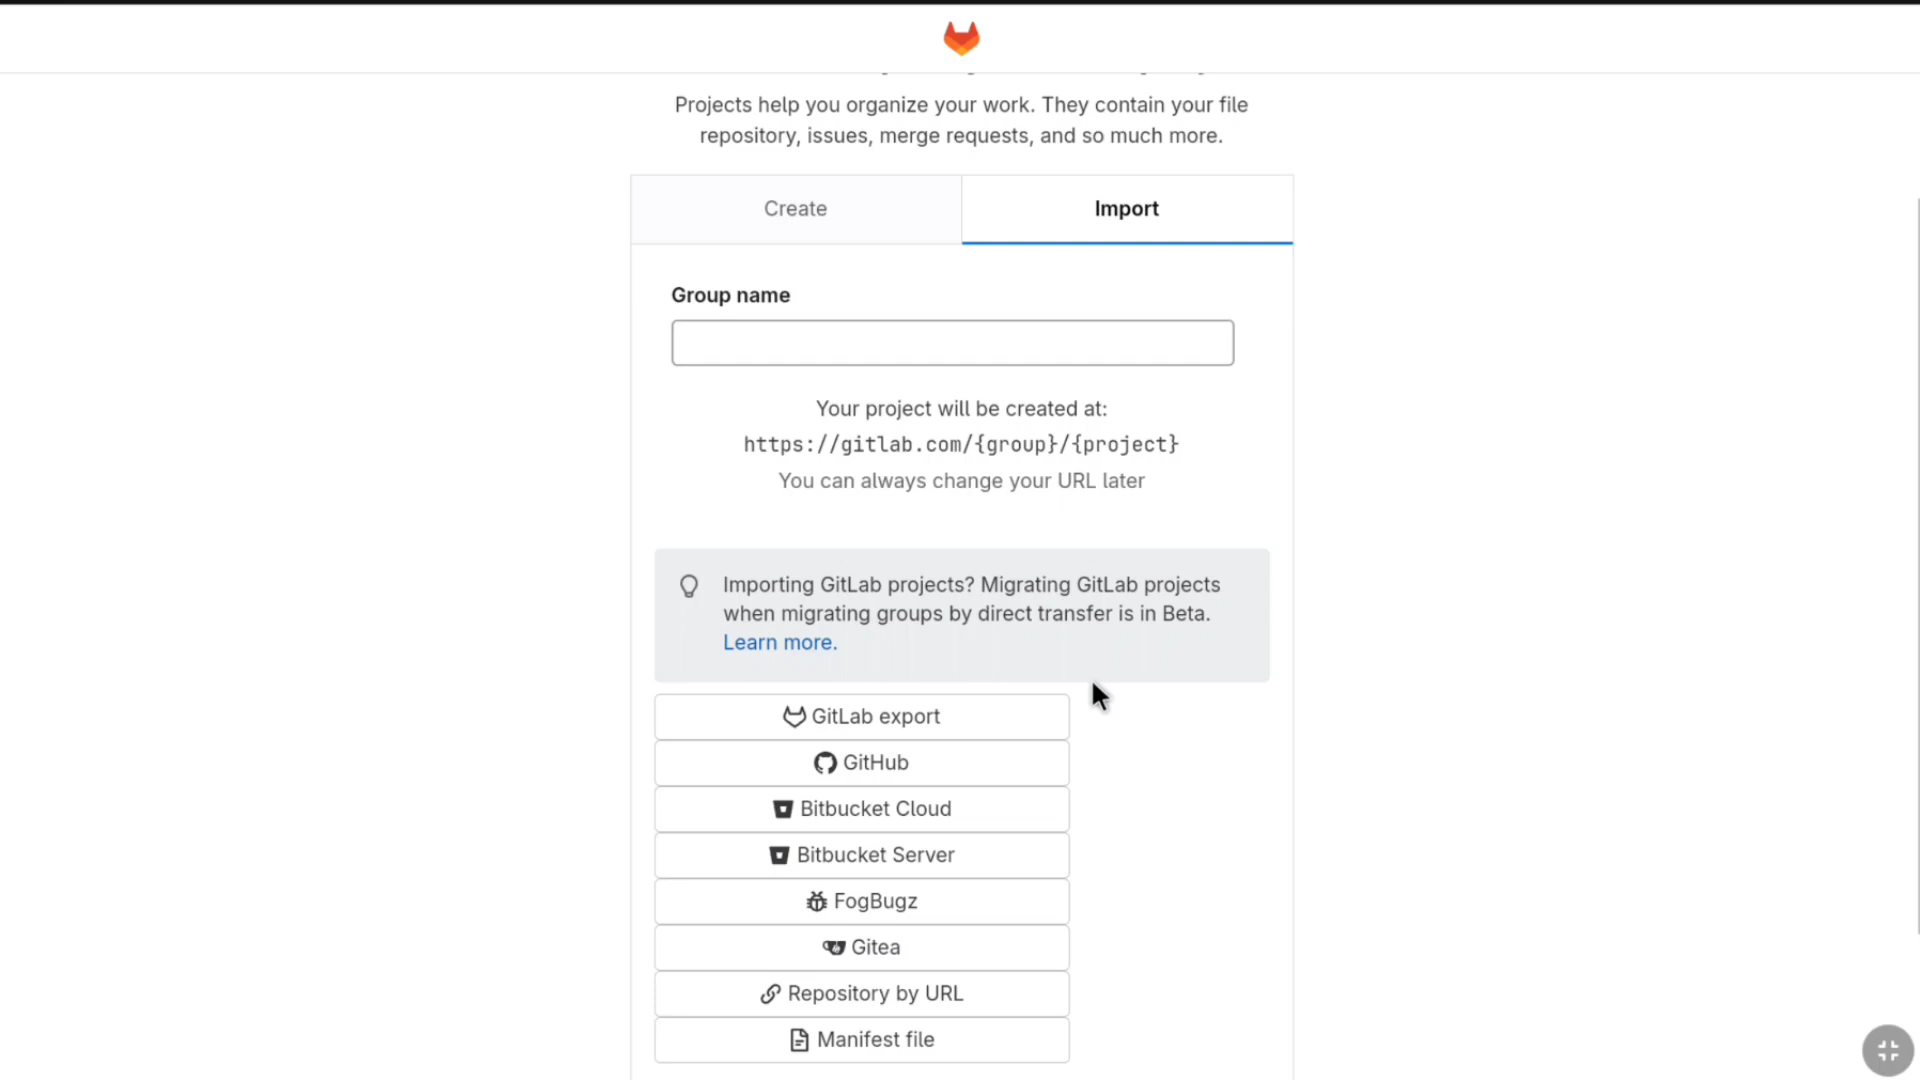 Projects help you organize your work. They contain your file
repository, issues, merge requests, and so much more.
Create
Import
Group name
Your project will be created at:
https://gitlab.com/{group}/{project}
You can always change your URL later
Importing GitLab projects? Migrating GitLab projects
when migrating groups by direct transfer is in Beta.
Learn more.
GitLab export
GitHub
Bitbucket Cloud
Bitbucket Server
FogBugz
Gitea
Repository by URL
Manifest file